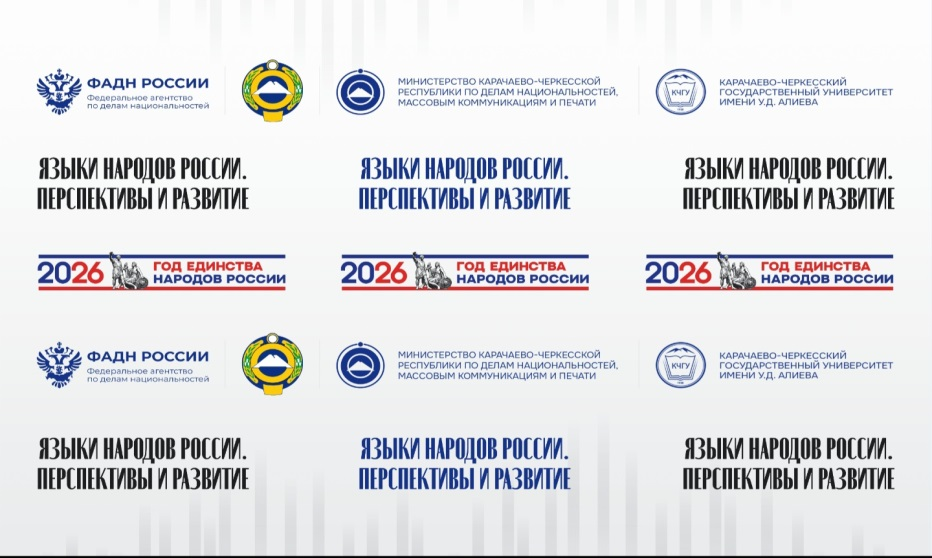 ФАДН РОССИИ
Федеральное агентство
по делам национальностей
МИНИСТЕРСТВО КАРАЧАЕВО-ЧЕРКЕССКОЙ
РЕСПУБЛИКИ ПО ДЕЛАМ НАЦИОНАЛЬНОСТЕЙ,
МАССОВЫМ КОММУНИКАЦИЯМ И ПЕЧАТИ
КЧГУ
КАРАЧАЕВО-ЧЕРКЕССКИЙ
ГОСУДАРСТВЕННЫЙ УНИВЕРСИТЕТ
ИМЕНИ У.Д. АЛИЕВА
ЯЗЫКИ НАРОДОВ РОССИИ.
ПЕРСПЕКТИВЫ И РАЗВИТИЕ
ЯЗЫКИ НАРОДОВ РОССИИ.
ПЕРСПЕКТИВЫ И РАЗВИТИЕ
ЯЗЫКИ НАРОДОВ РОССИИ.
ПЕРСПЕКТИВЫ И РАЗВИТИЕ
2026 ГОД ЕДИНСТВА
НАРОДОВ РОССИИ
2026 ГОД ЕДИНСТВА
НАРОДОВ РОССИИ
2026 ГОД ЕДИНСТВА
НАРОДОВ РОССИИ
ФАДН РОССИИ
Федеральное агентство
по делам национальностей
МИНИСТЕРСТВО КАРАЧАЕВО-ЧЕРКЕССКОЙ
РЕСПУБЛИКИ ПО ДЕЛАМ НАЦИОНАЛЬНОСТЕЙ,
МАССОВЫМ КОММУНИКАЦИЯМ И ПЕЧАТИ
КЧГУ
КАРАЧАЕВО-ЧЕРКЕССКИЙ
ГОСУДАРСТВЕННЫЙ УНИВЕРСИТЕТ
ИМЕНИ У.Д. АЛИЕВА
ЯЗЫКИ НАРОДОВ РОССИИ.
ПЕРСПЕКТИВЫ И РАЗВИТИЕ
ЯЗЫКИ НАРОДОВ РОССИИ.
ПЕРСПЕКТИВЫ И РАЗВИТИЕ
ЯЗЫКИ НАРОДОВ РОССИИ.
ПЕРСПЕКТИВЫ И РАЗВИТИЕ